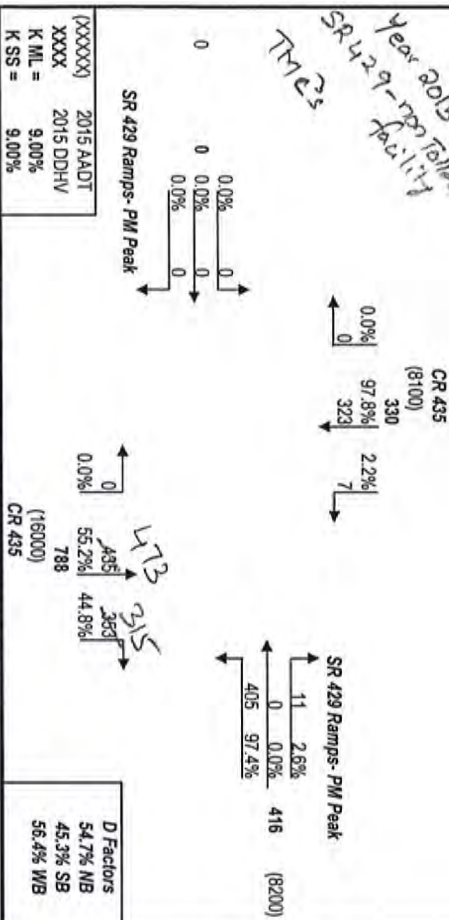 Year 2015
SR 429-non Tolled
facility
TMC's
CR 435
(8100)
330
0.0% 97.8% 2.2%
0 323 7
SR 429 Ramps- PM Peak
11 2.6%
0 0.0% 416 (8200)
405 97.4%
0.0% 0
0 0 0.0% 0
0.0% 0
SR 429 Ramps- PM Peak
473 315
0 435 353
0.0% 55.2% 44.8%
788
(16000)
CR 435
(XXXXX) 2015 AADT
XXXX 2015 DDHV
K ML = 9.00%
K SS = 9.00%
D Factors
54.7% NB
45.3% SB
56.4% WB